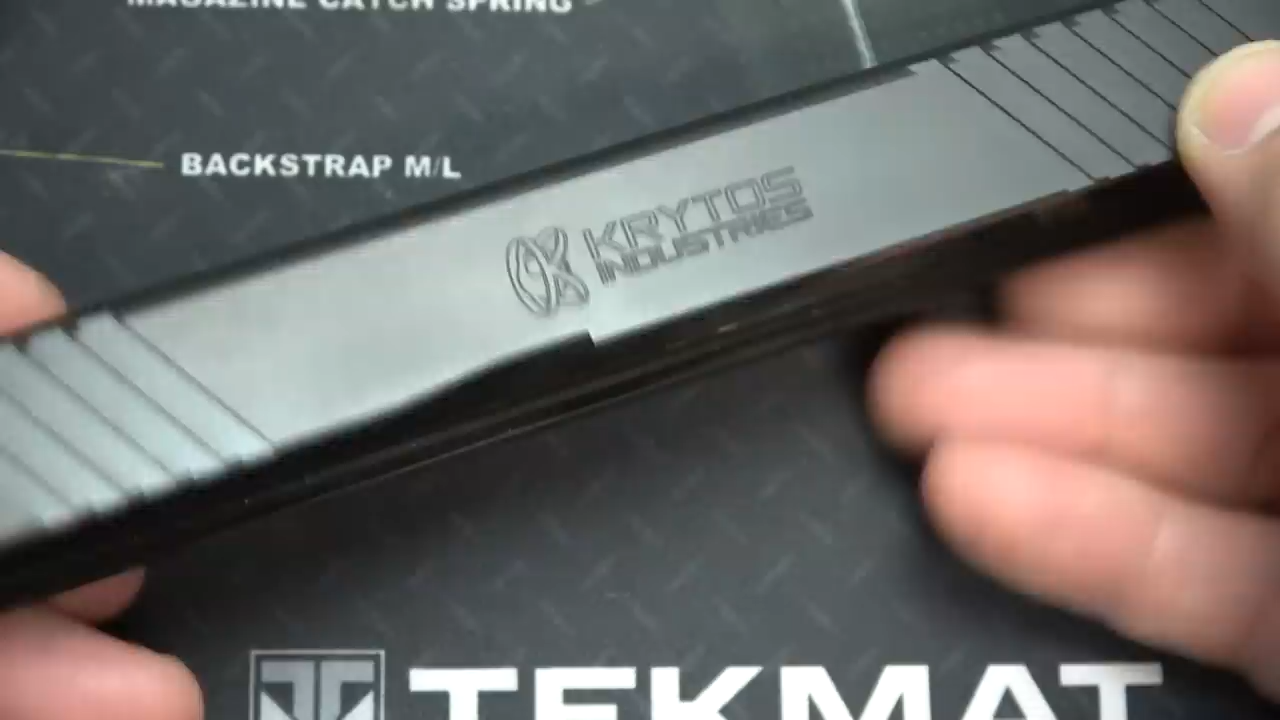 MAGAZINE CATCH SPRING
BACKSTRAP M/L
KRYTOS
INDUSTRIES
TEKMAT